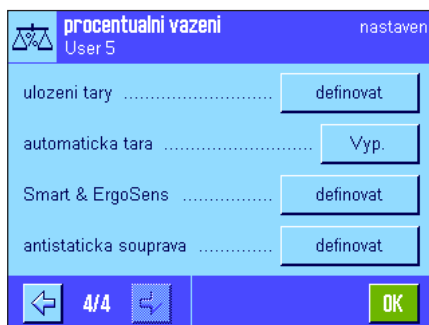 procentualni vazeni
nastaven
User 5
ulozeni tary ........................... definovat
automaticka tara .......................... Vyp.
Smart & ErgoSens ................ definovat
antistaticka souprava ............. definovat
4/4
OK